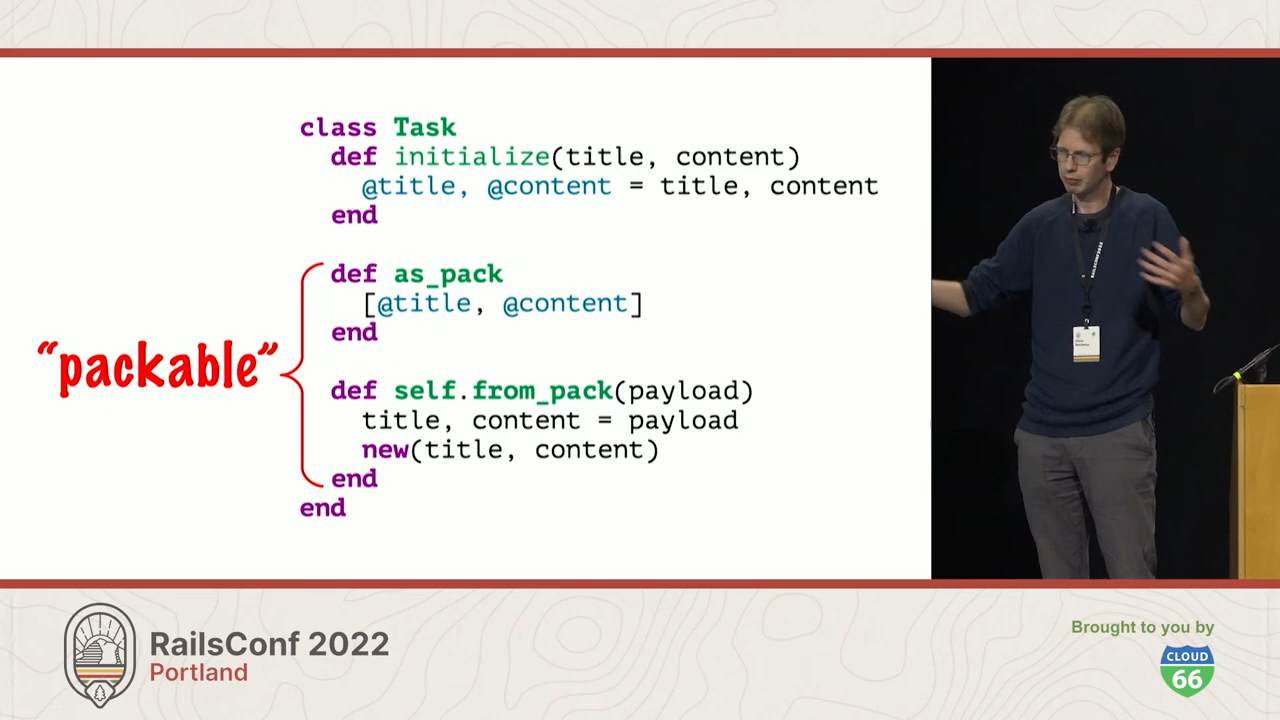 class Task
def initialize(title, content)
@title, @content = title, content
end
def as_pack
[@title, @content]
end
“packable”
def self.from_pack(payload)
title, content = payload
new(title, content)
end
end
RAILSCONF2022
RailsConf 2022
Portland
Brought to you by
CLOUD
66